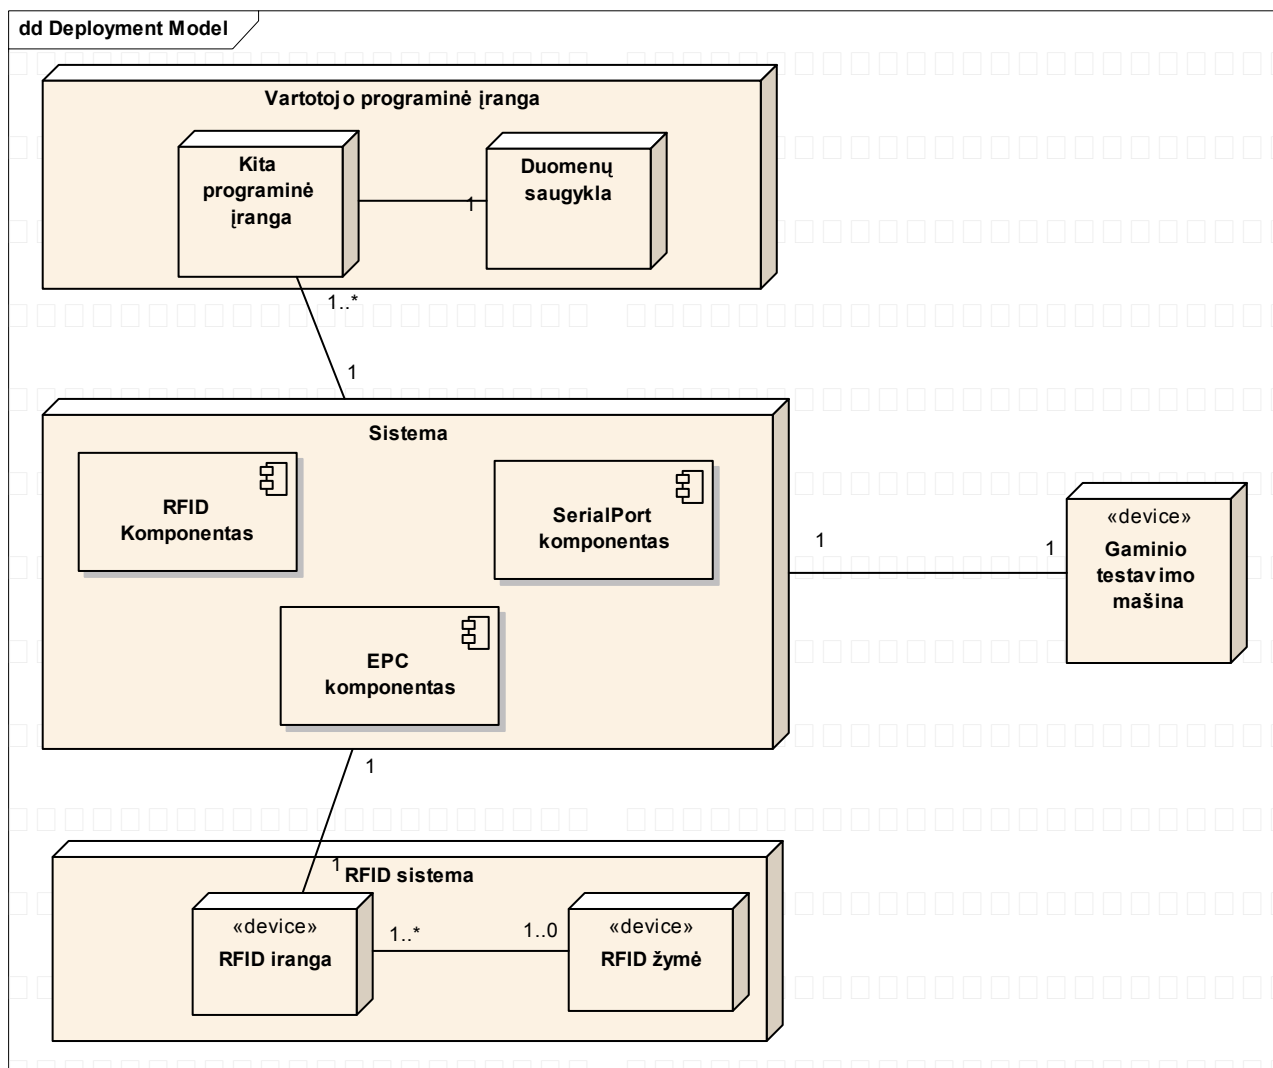 dd Deployment Model
Vartotojo programinė įranga
Kita
programinė
įranga
Duomenų
saugykla
1
1..*
1
Sistema
RFID
Komponentas
SerialPort
komponentas
EPC
komponentas
1
1
«device»
Gaminio
testavimo
mašina
1
1
RFID sistema
«device»
RFID iranga
1..*
1..0
«device»
RFID žymė